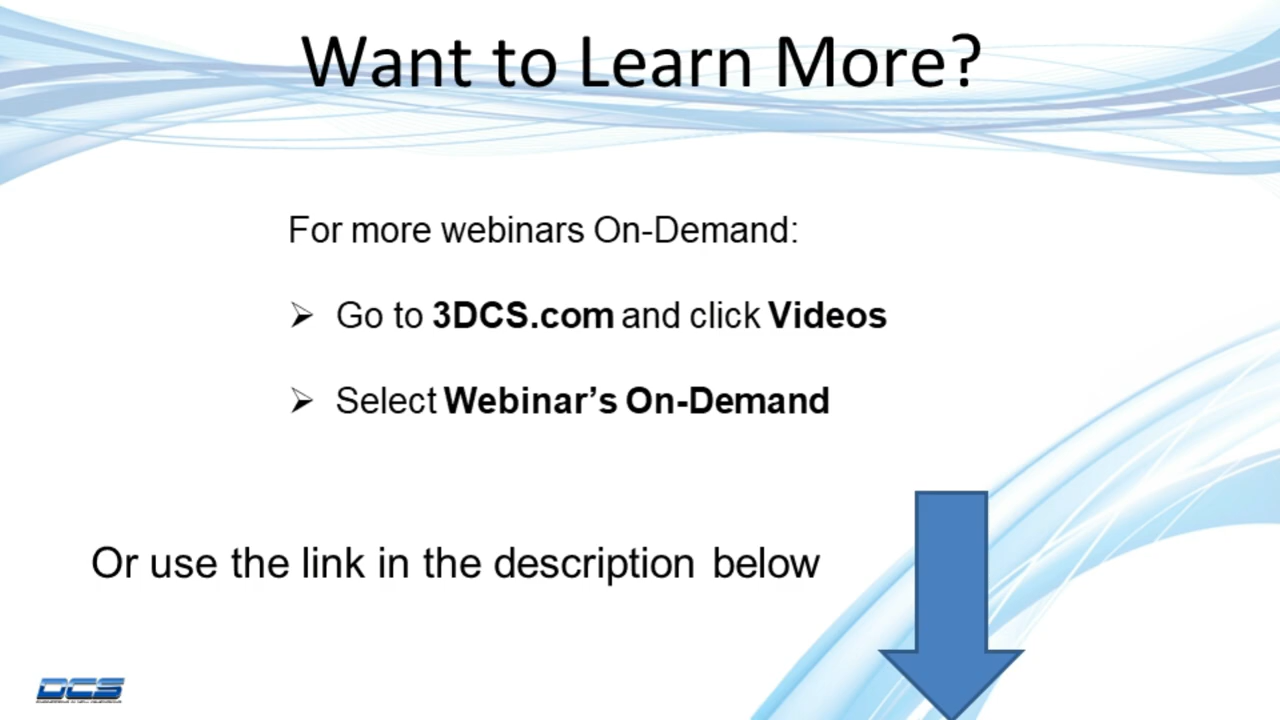 Want to Learn More?
For more webinars On-Demand:
➢ Go to 3DCS.com and click Videos
➢ Select Webinar’s On-Demand
Or use the link in the description below
DCS